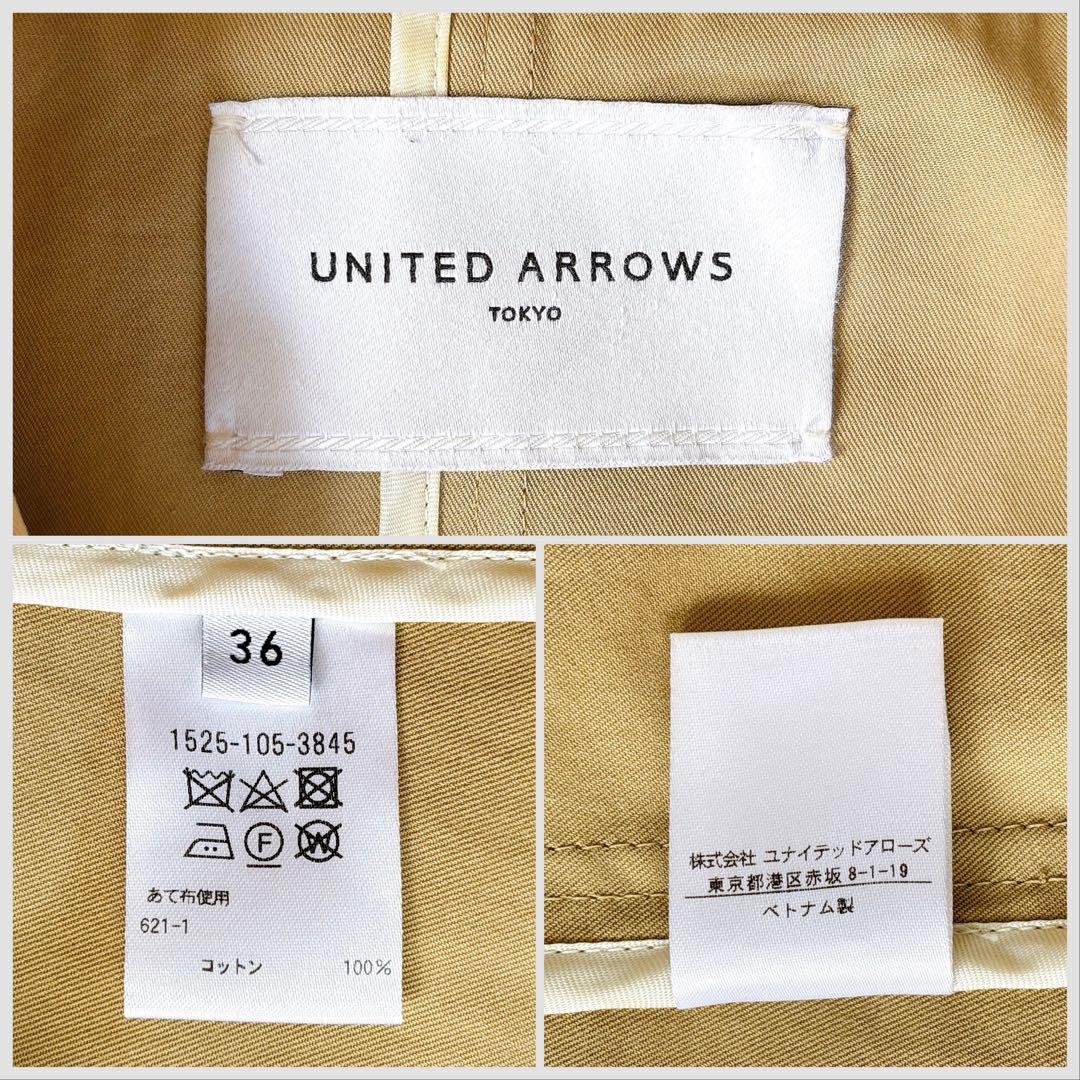 UNITED ARROWS
TOKYO
36
1525-105-3845
F
W
あて布使用
621-1
コットン 100%
株式会社 ユナイテッドアローズ
東京都港区赤坂 8-1-19
ベトナム製